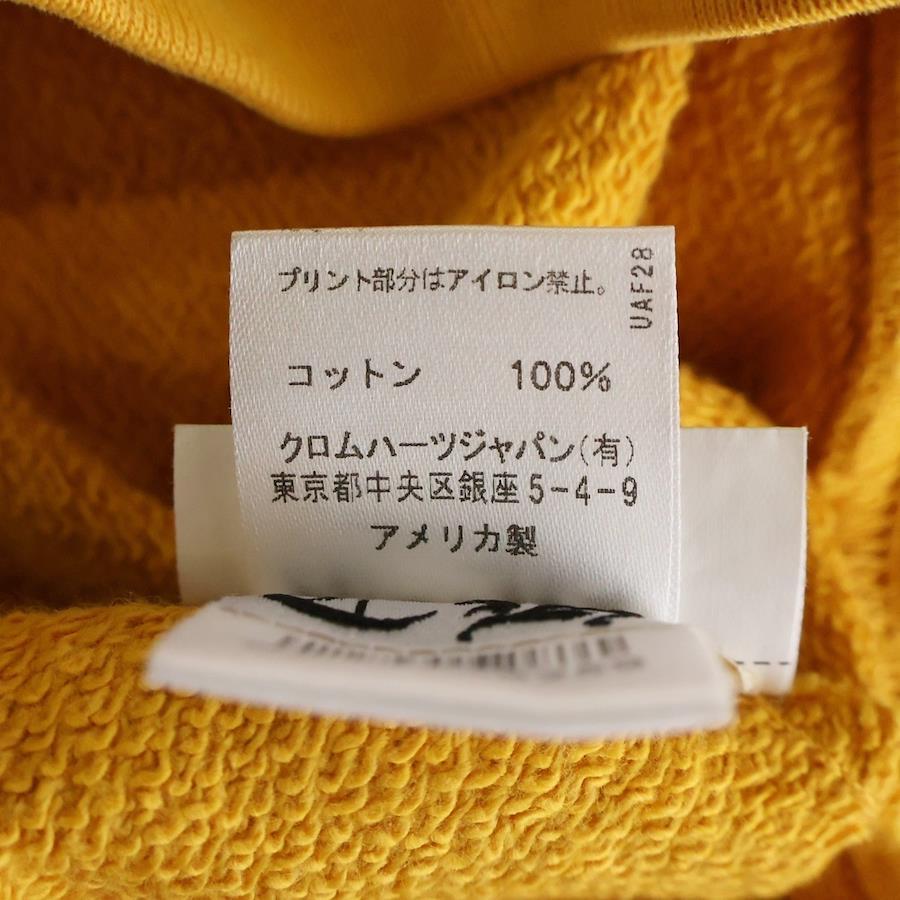 プリント部分はアイロン禁止。
UAF28
コットン 100%
クロムハーツジャパン(有)
東京都中央区銀座5-4-9
アメリカ製